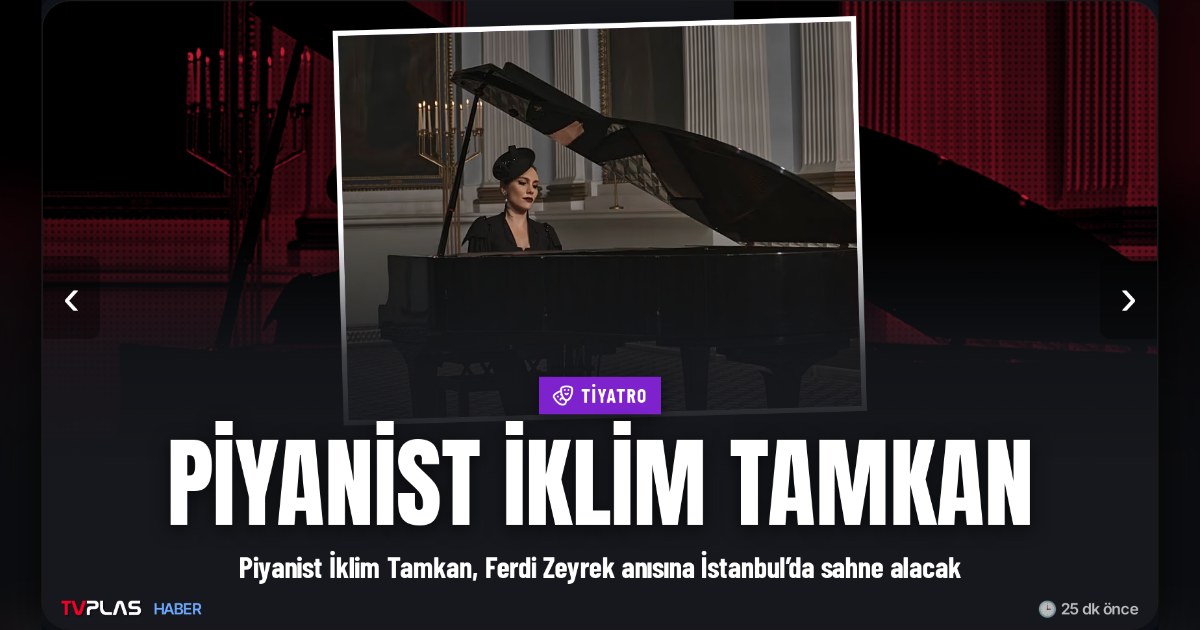 TİYATRO
PİYANİST İKLİM TAMKAN
Piyanist İklim Tamkan, Ferdi Zeyrek anısına İstanbul’da sahne alacak
TVPLAS HABER
25 dk önce